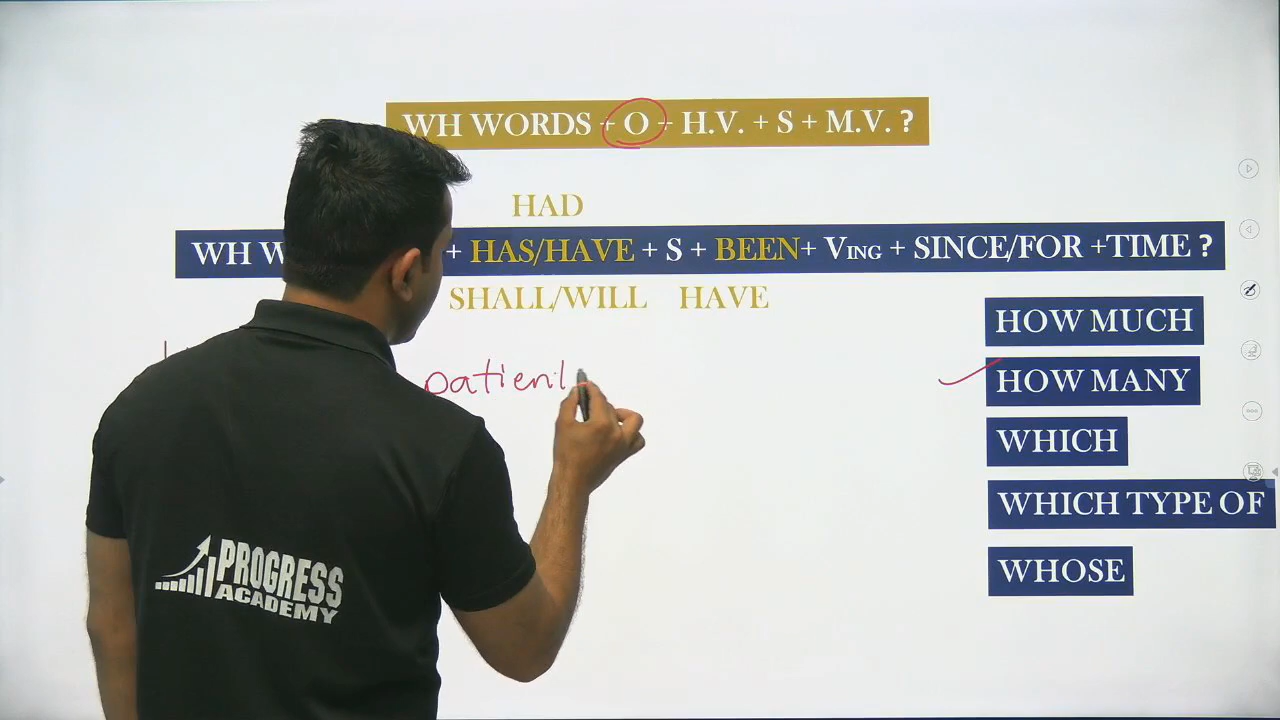 WH WORDS + O + H.V. + S + M.V. ?
HAD
WH + HAS/HAVE + S + BEEN + VING + SINCE/FOR +TIME ?
SHALL/WILL HAVE
HOW MUCH
patient
HOW MANY
WHICH
WHICH TYPE OF
WHOSE
PROGRESS
ACADEMY